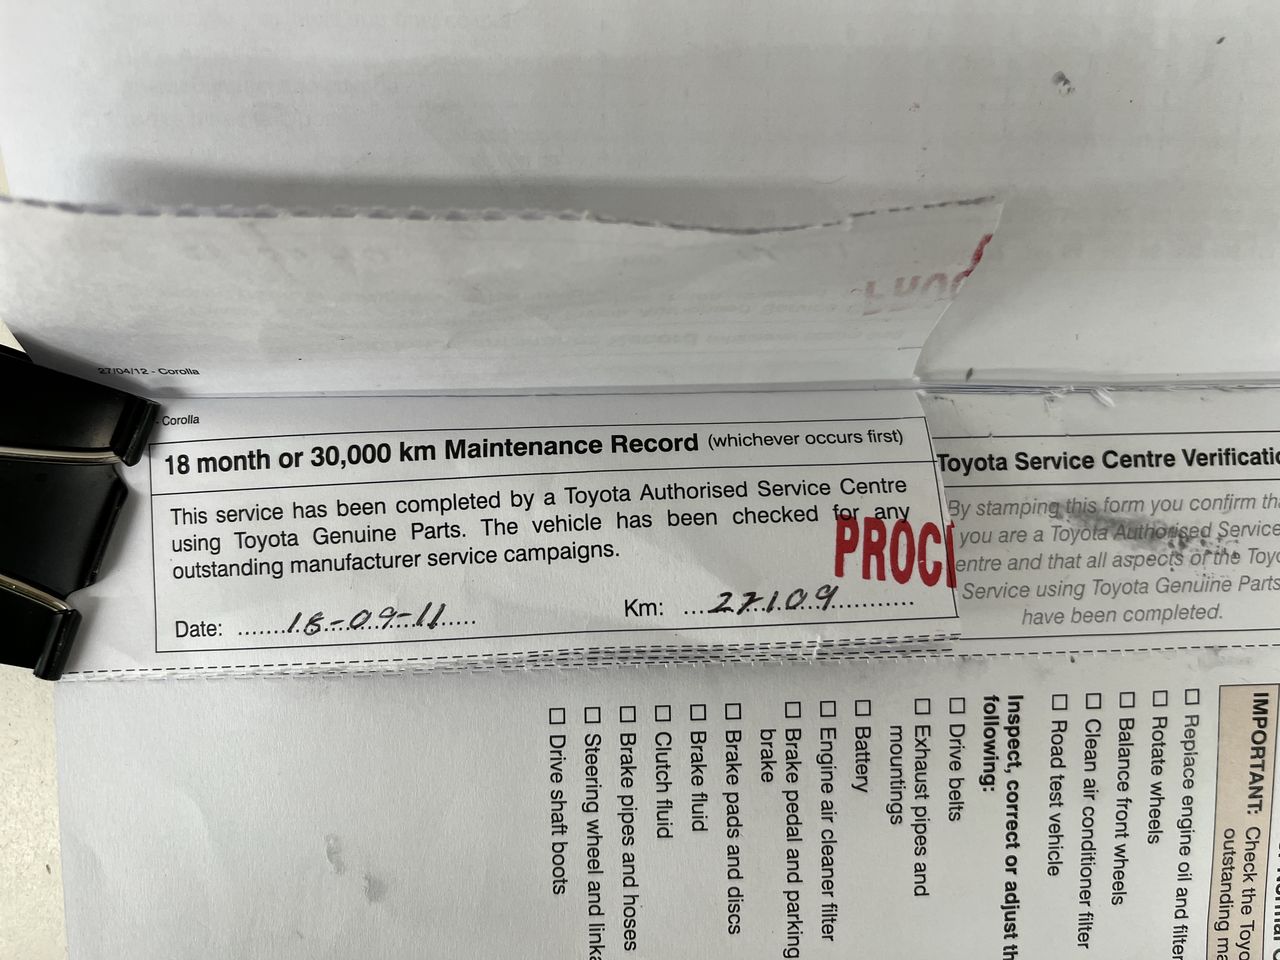 27/04/12 - Corolla
- Corolla
18 month or 30,000 km Maintenance Record (whichever occurs first)
This service has been completed by a Toyota Authorised Service Centre
using Toyota Genuine Parts. The vehicle has been checked for any
outstanding manufacturer service campaigns.
PROC
Date: 15-09-11 Km: 27109
Toyota Service Centre Verificatio
By stamping this form you confirm tha
you are a Toyota Authorised Service
entre and that all aspects of the Toyo
Service using Toyota Genuine Parts
have been completed.
IMPORTANT: Check the Toyo
outstanding ma
☐ Replace engine oil and filter
☐ Rotate wheels
☐ Balance front wheels
☐ Clean air conditioner filter
☐ Road test vehicle
Inspect, correct or adjust th
following:
☐ Drive belts
☐ Exhaust pipes and
mountings
☐ Battery
☐ Engine air cleaner filter
☐ Brake pedal and parking
brake
☐ Brake pads and discs
☐ Brake fluid
☐ Clutch fluid
☐ Brake pipes and hoses
☐ Steering wheel and linka
☐ Drive shaft boots